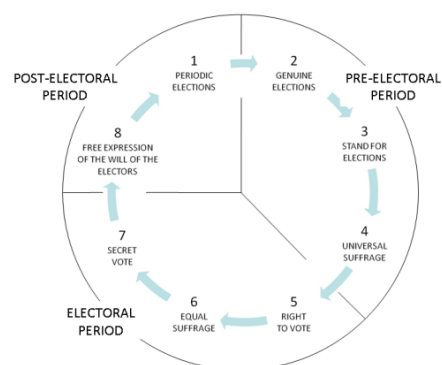 POST-ELECTORAL
PERIOD
PRE-ELECTORAL
PERIOD
ELECTORAL
PERIOD
1
PERIODIC
ELECTIONS
2
GENUINE
ELECTIONS
3
STAND FOR
ELECTIONS
4
UNIVERSAL
SUFFRAGE
5
RIGHT
TO VOTE
6
EQUAL
SUFFRAGE
7
SECRET
VOTE
8
FREE EXPRESSION
OF THE WILL OF THE
ELECTORS